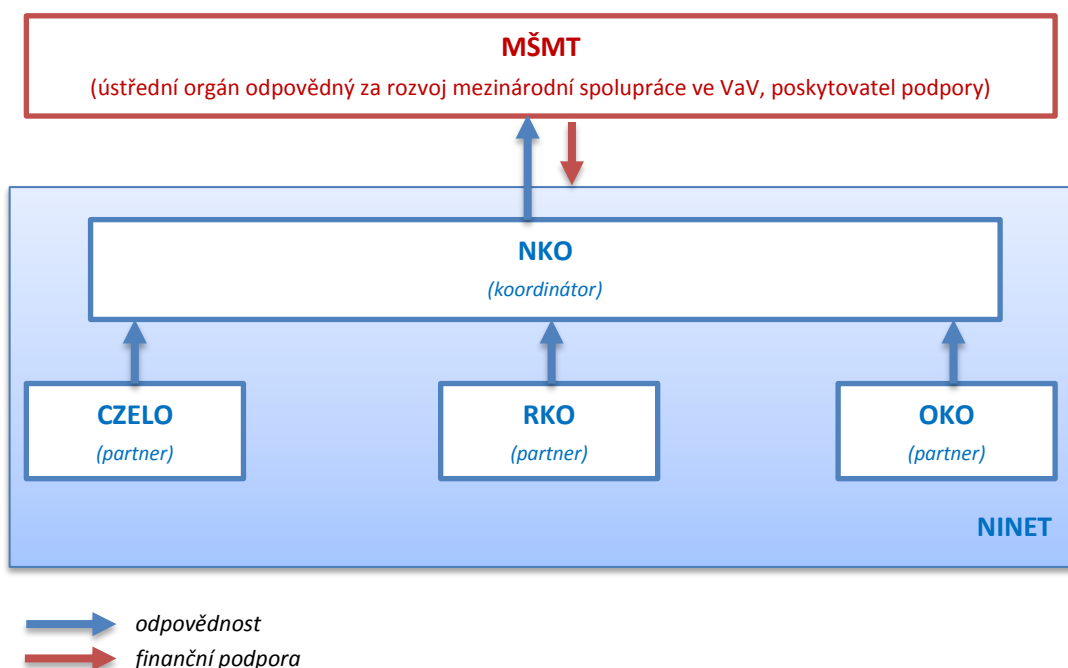 MŠMT
(ústřední orgán odpovědný za rozvoj mezinárodní spolupráce ve VaV, poskytovatel podpory)
NKO
(koordinátor)
CZELO
(partner)
RKO
(partner)
OKO
(partner)
NINET
odpovědnost
finanční podpora